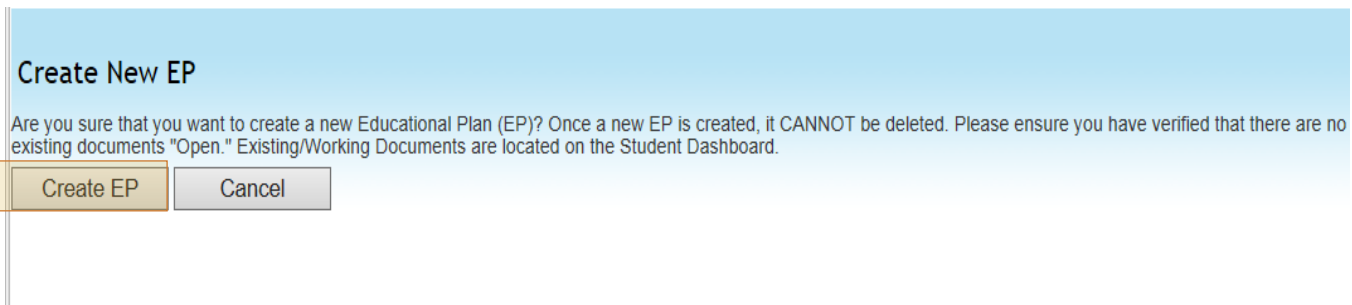 Create New EP
Are you sure that you want to create a new Educational Plan (EP)? Once a new EP is created, it CANNOT be deleted. Please ensure you have verified that there are no
existing documents "Open." Existing/Working Documents are located on the Student Dashboard.
Create EP Cancel